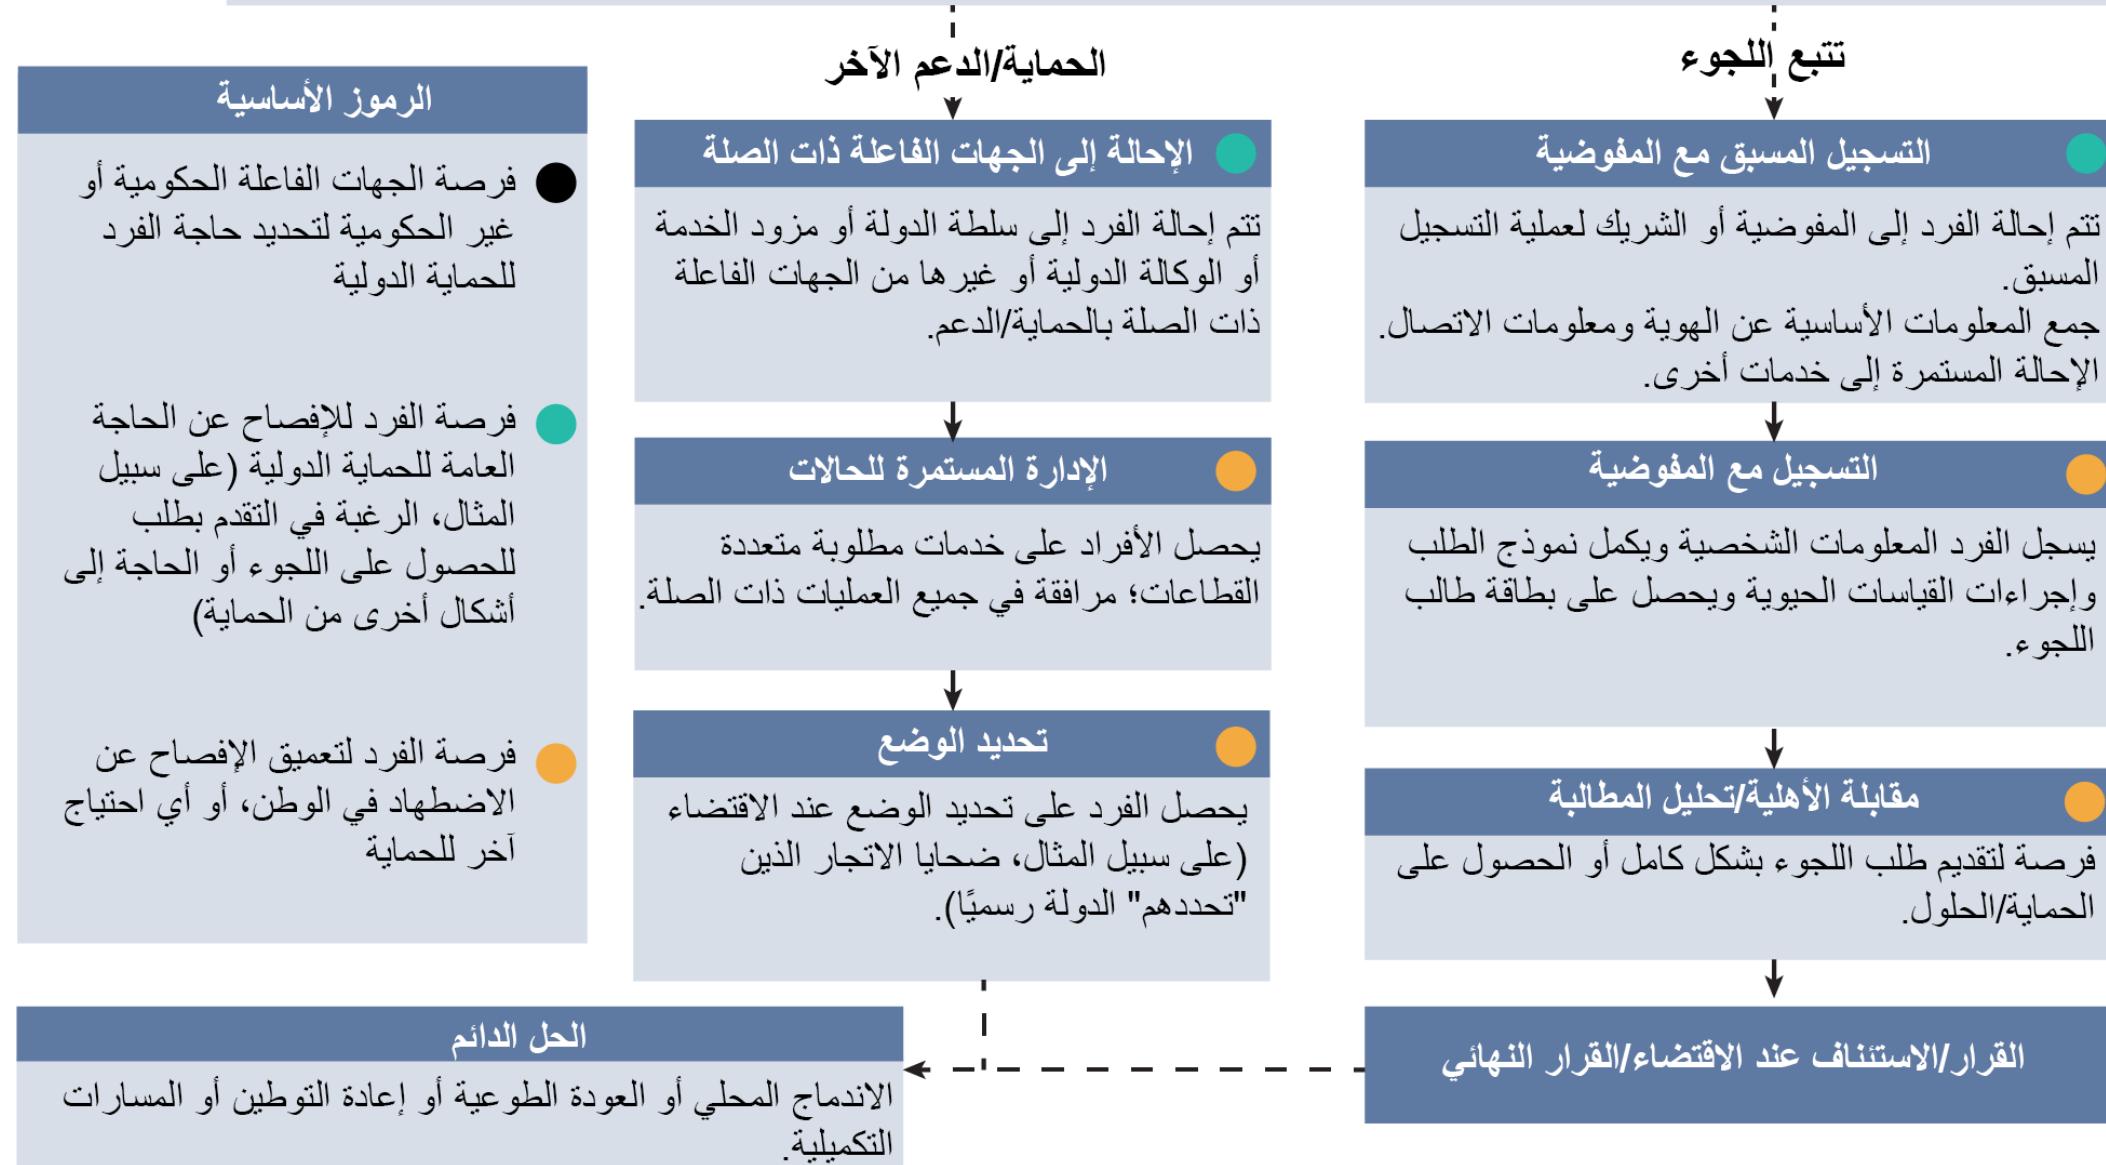 تتبع اللجوء
التسجيل المسبق مع المفوضية
تتم إحالة الفرد إلى المفوضية أو الشريك لعملية التسجيل
المسبق.
جمع المعلومات الأساسية عن الهوية ومعلومات الاتصال.
الإحالة المستمرة إلى خدمات أخرى.
التسجيل مع المفوضية
يسجل الفرد المعلومات الشخصية ويكمل نموذج الطلب
وإجراءات القياسات الحيوية ويحصل على بطاقة طالب
اللجوء.
مقابلة الأهلية/تحليل المطالبة
فرصة لتقديم طلب اللجوء بشكل كامل أو الحصول على
الحماية/الحلول.
القرار/الاستئناف عند الاقتضاء/القرار النهائي
الحماية/الدعم الآخر
الإحالة إلى الجهات الفاعلة ذات الصلة
تتم إحالة الفرد إلى سلطة الدولة أو مزود الخدمة
أو الوكالة الدولية أو غيرها من الجهات الفاعلة
ذات الصلة بالحماية/الدعم.
الإدارة المستمرة للحالات
يحصل الأفراد على خدمات مطلوبة متعددة
القطاعات؛ مرافقة في جميع العمليات ذات الصلة.
تحديد الوضع
يحصل الفرد على تحديد الوضع عند الاقتضاء
(على سبيل المثال، ضحايا الاتجار الذين
"تحددهم" الدولة رسميًا).
الرموز الأساسية
فرصة الجهات الفاعلة الحكومية أو
غير الحكومية لتحديد حاجة الفرد
للحماية الدولية
فرصة الفرد للإفصاح عن الحاجة
العامة للحماية الدولية (على سبيل
المثال، الرغبة في التقدم بطلب
للحصول على اللجوء أو الحاجة إلى
أشكال أخرى من الحماية)
فرصة الفرد لتعميق الإفصاح عن
الاضطهاد في الوطن، أو أي احتياج
آخر للحماية
الحل الدائم
الاندماج المحلي أو العودة الطوعية أو إعادة التوطين أو المسارات
التكميلية.